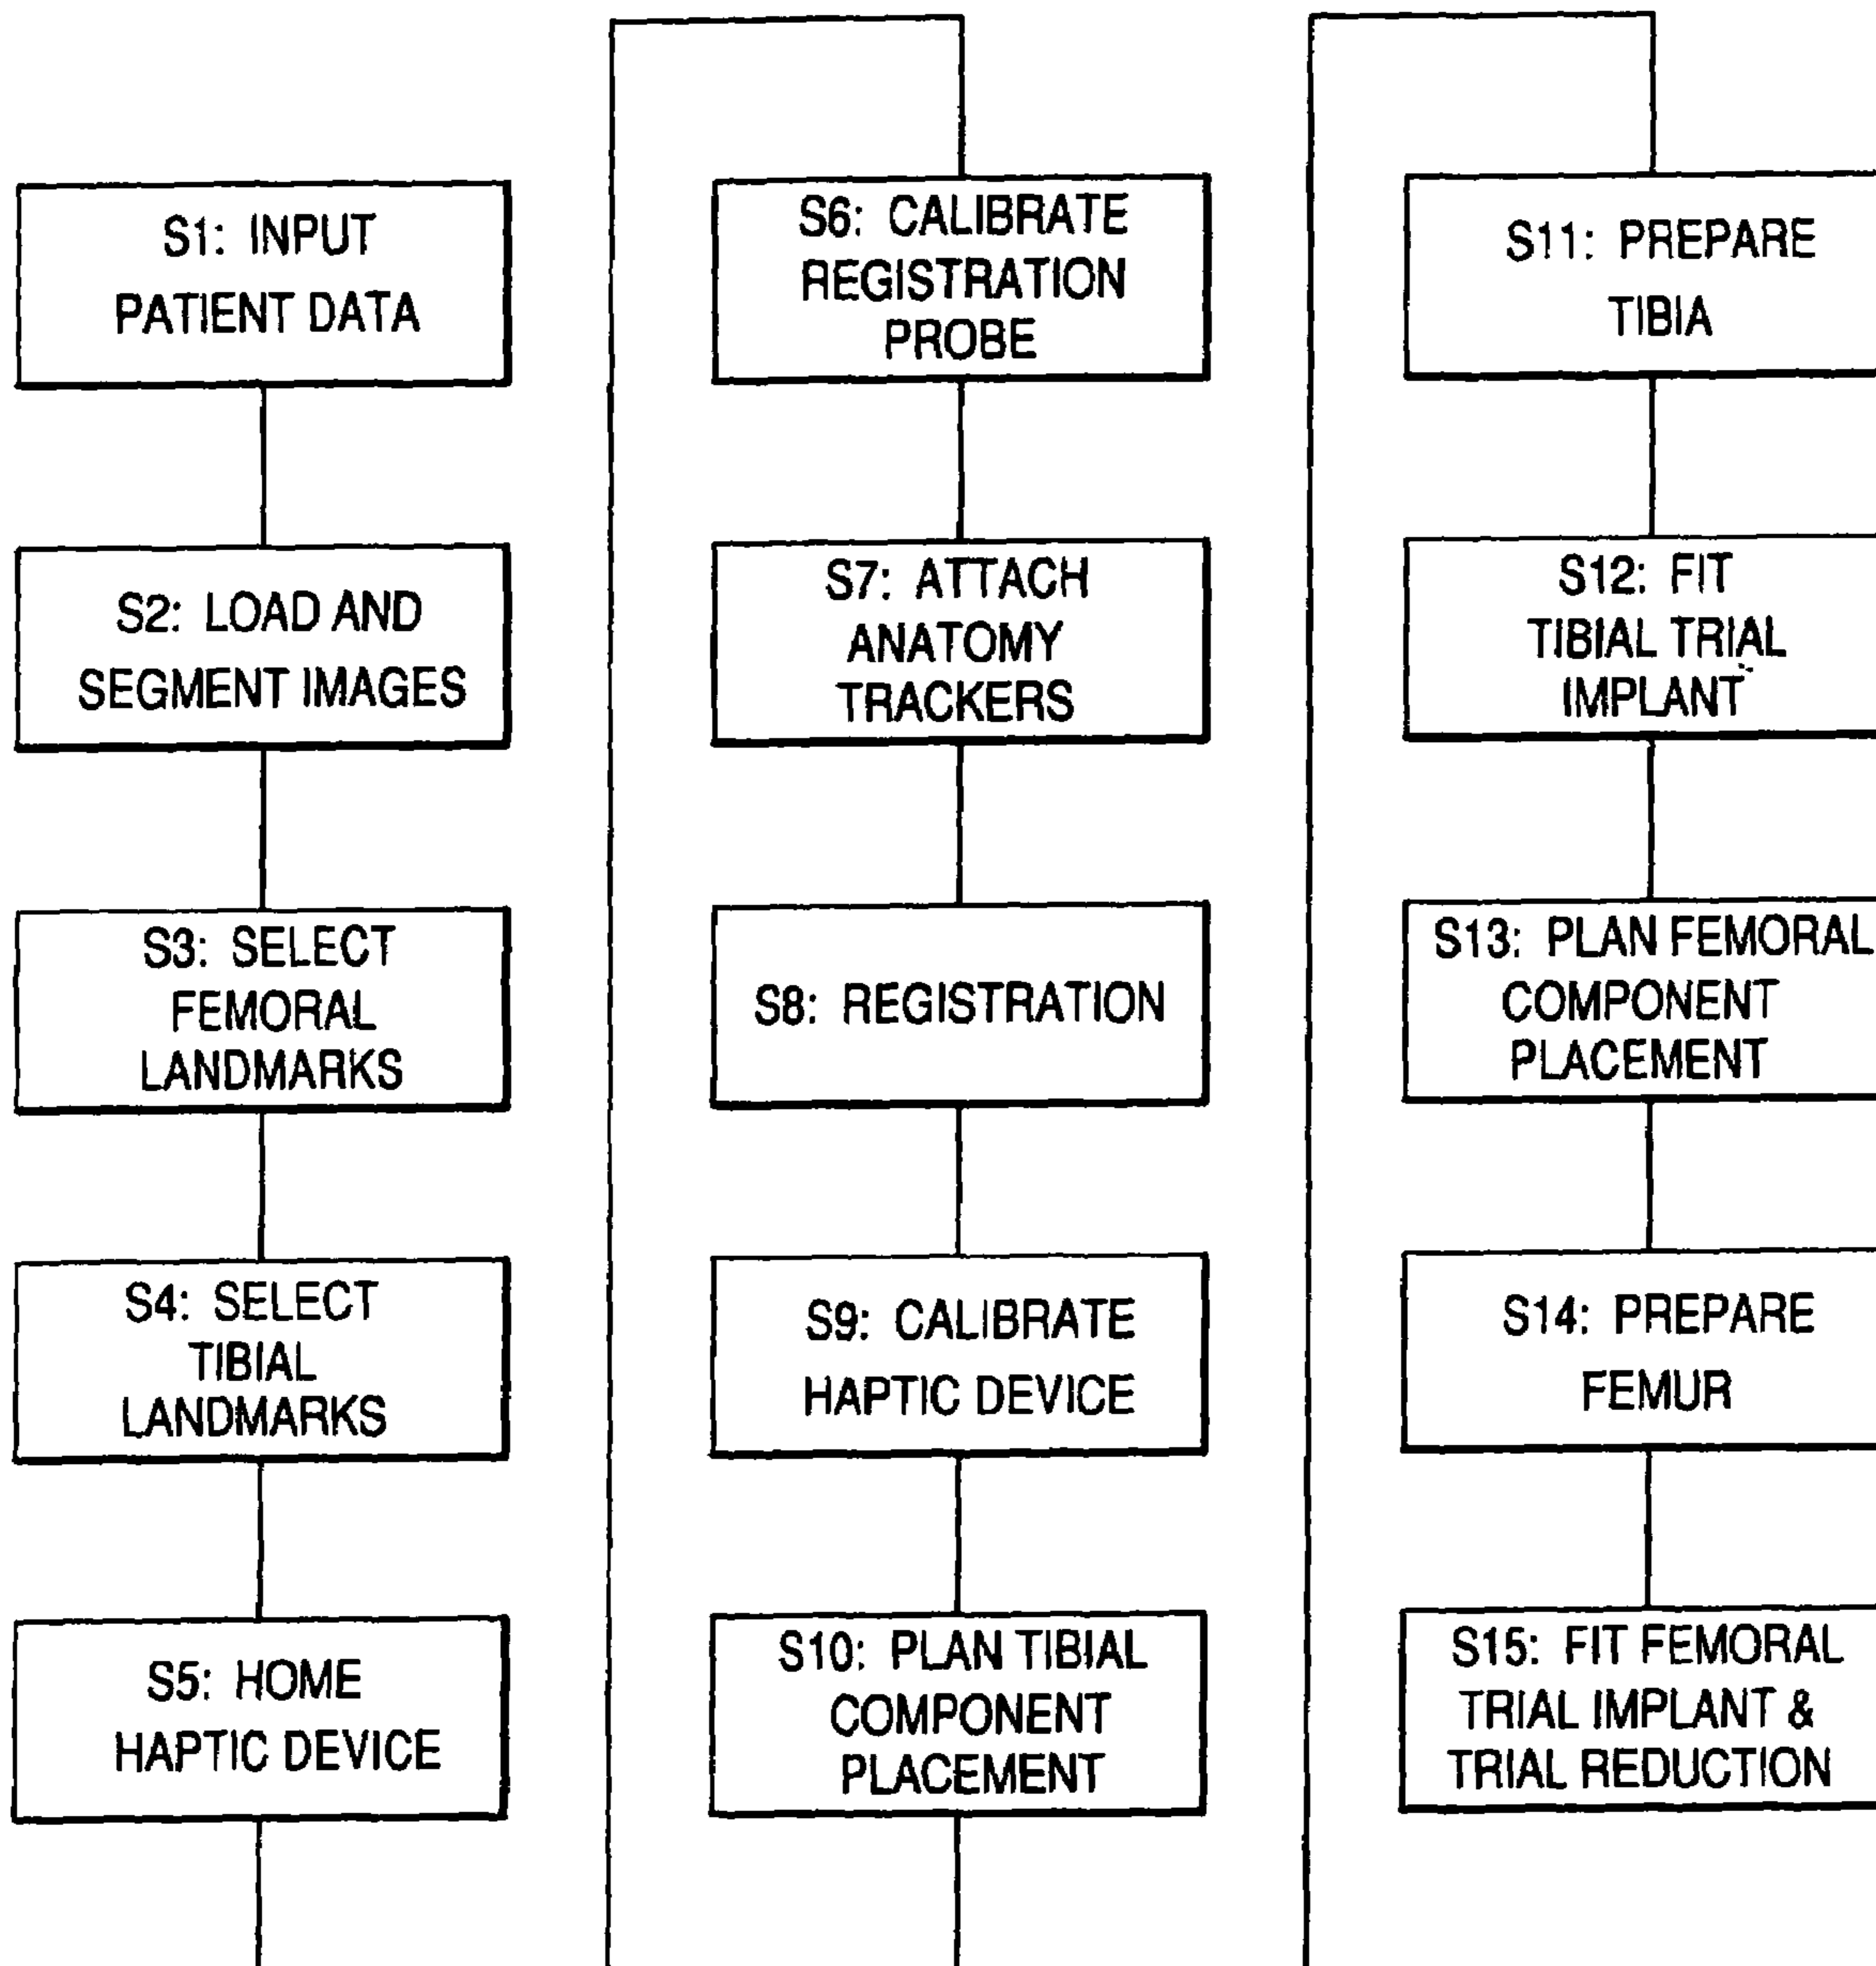 S1: INPUT
PATIENT DATA
S2: LOAD AND
SEGMENT IMAGES
S3: SELECT
FEMORAL
LANDMARKS
S4: SELECT
TIBIAL
LANDMARKS
S5: HOME
HAPTIC DEVICE
S6: CALIBRATE
REGISTRATION
PROBE
S7: ATTACH
ANATOMY
TRACKERS
S8: REGISTRATION
S9: CALIBRATE
HAPTIC DEVICE
S10: PLAN TIBIAL
COMPONENT
PLACEMENT
S11: PREPARE
TIBIA
S12: FIT
TIBIAL TRIAL
IMPLANT
S13: PLAN FEMORAL
COMPONENT
PLACEMENT
S14: PREPARE
FEMUR
S15: FIT FEMORAL
TRIAL IMPLANT &
TRIAL REDUCTION